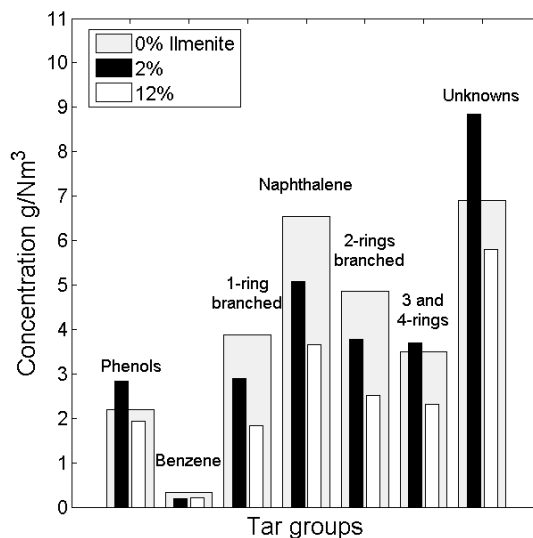 11
10
9
8
7
6
5
4
3
2
1
0
Concentration g/Nm³
0% Ilmenite
2%
12%
Phenols
Benzene
1-ring
branched
Naphthalene
2-rings
branched
3 and
4-rings
Unknowns
Tar groups